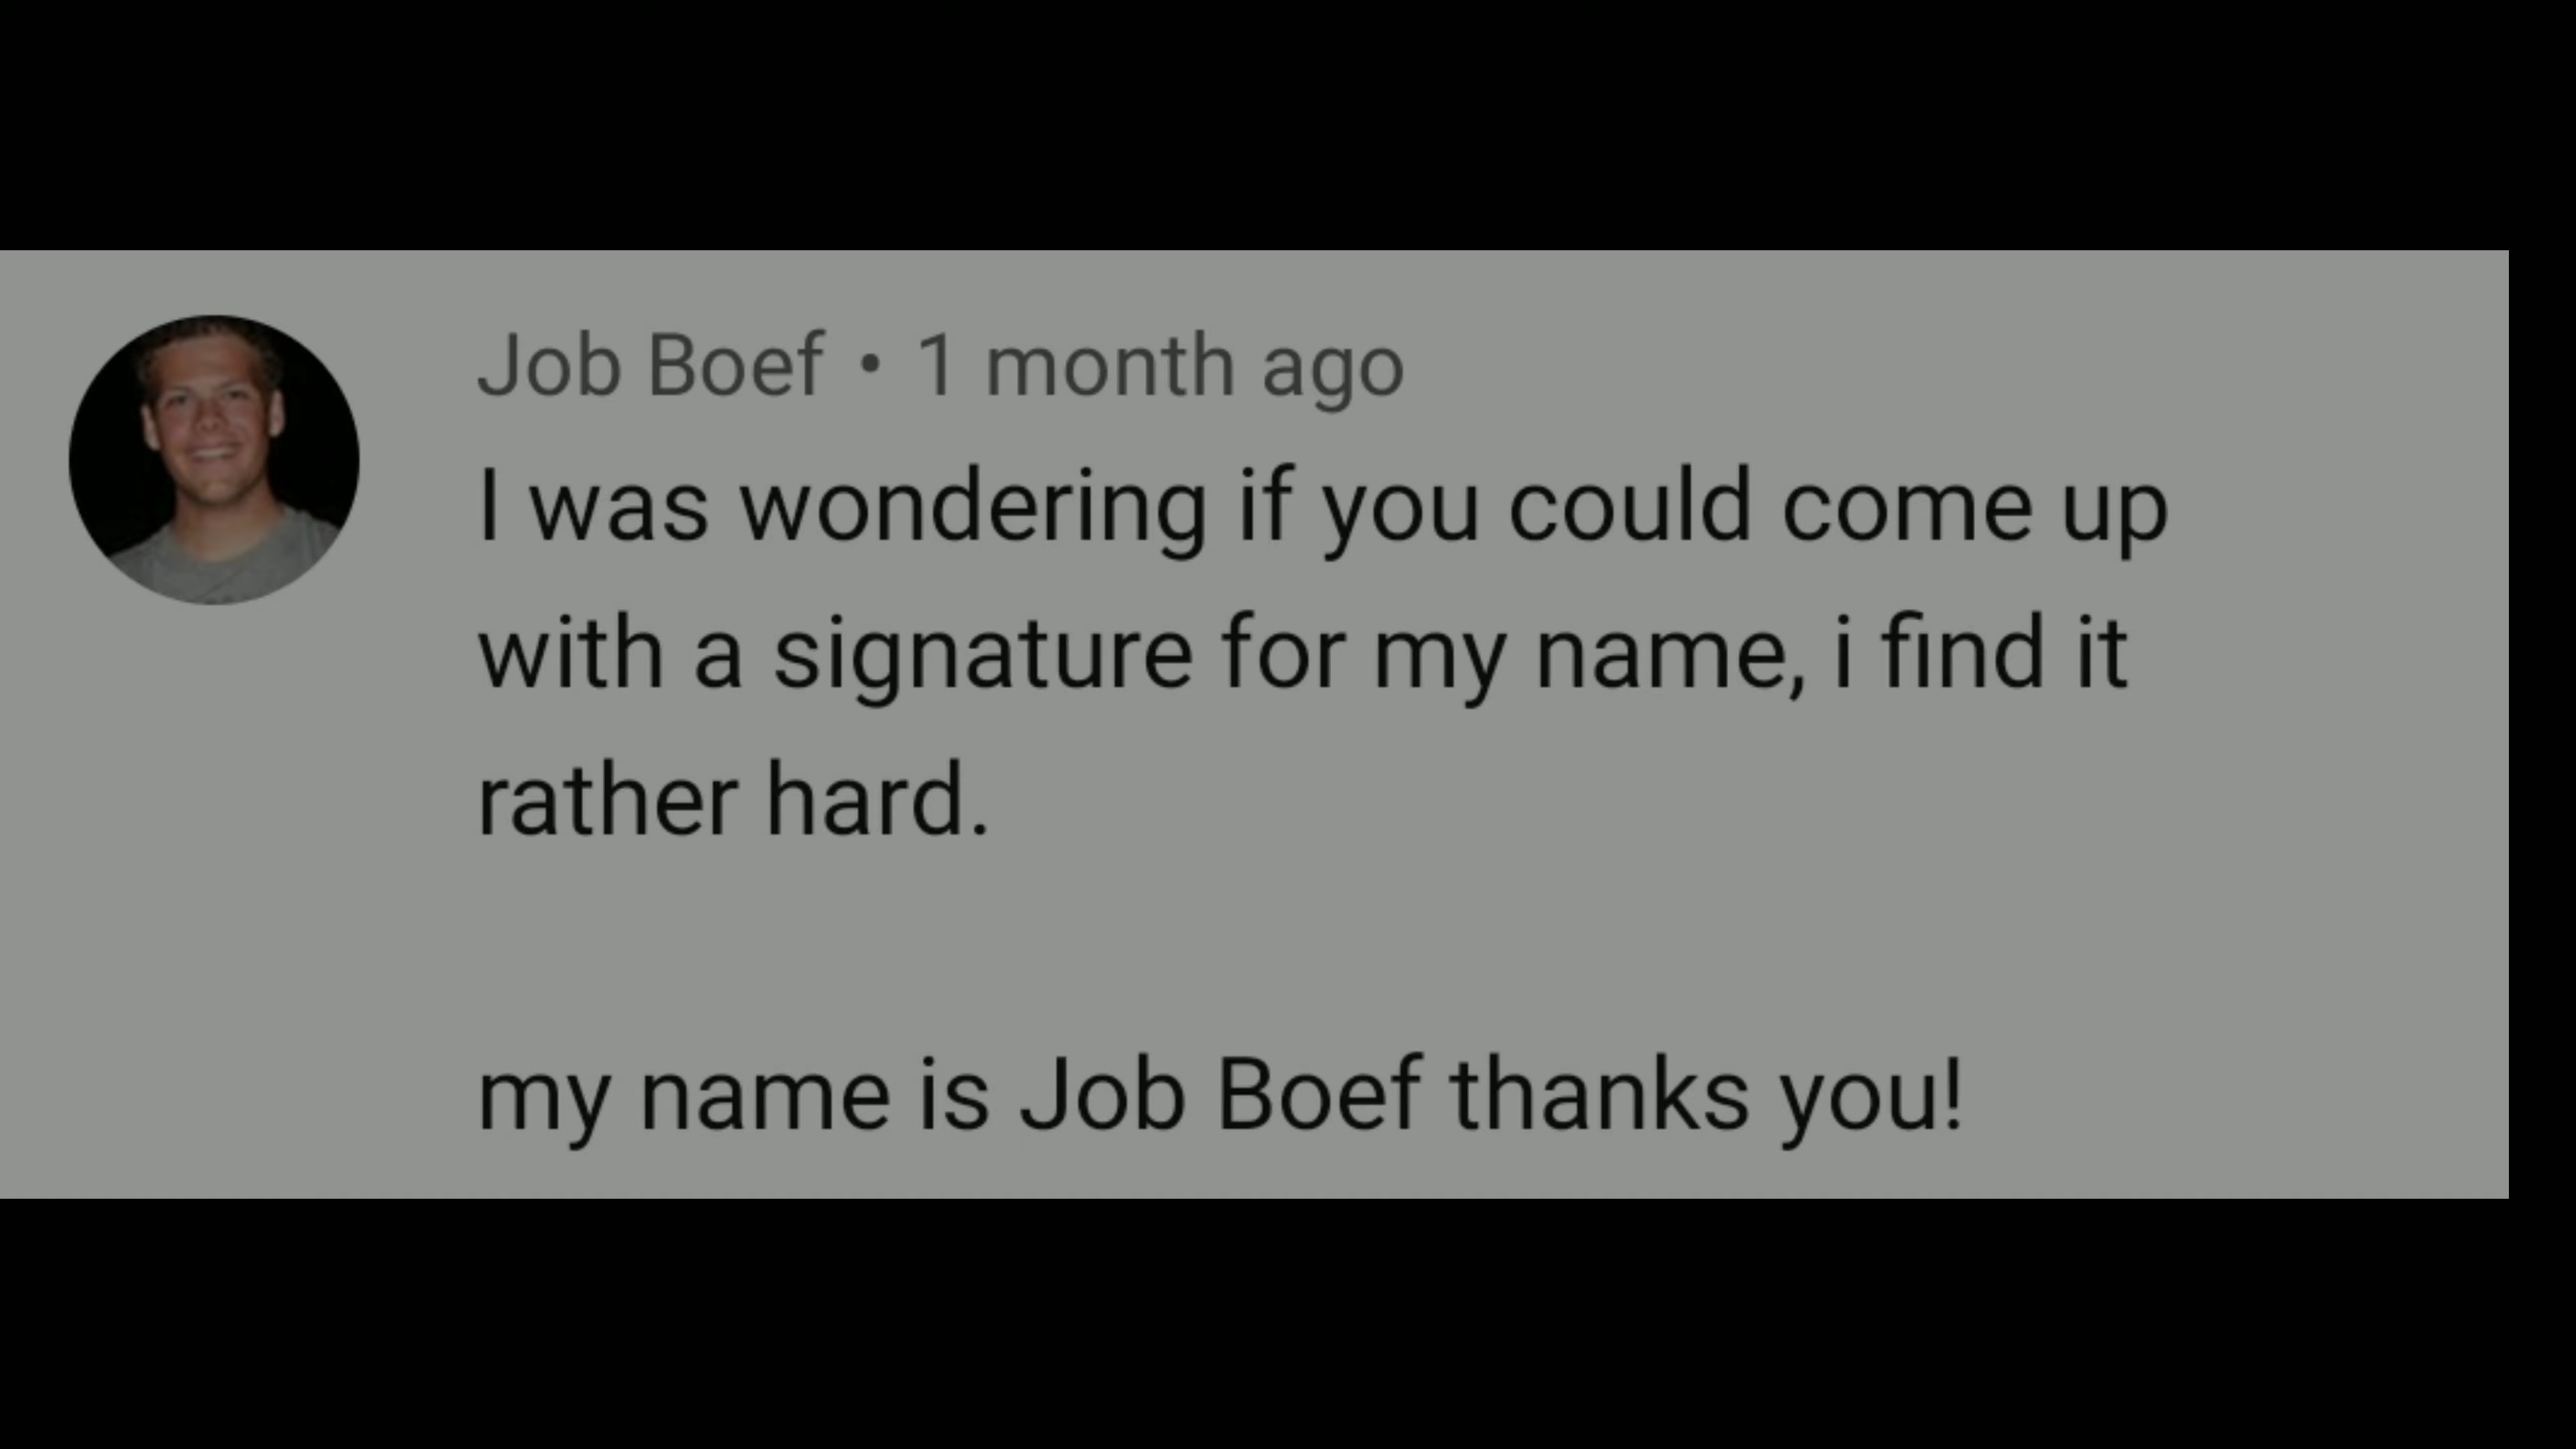 Job Boef • 1 month ago
I was wondering if you could come up
with a signature for my name, i find it
rather hard.
my name is Job Boef thanks you!